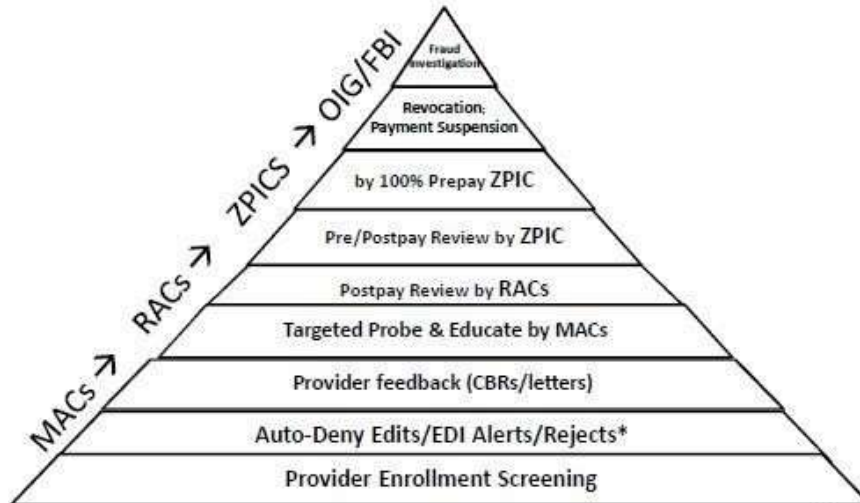 Fraud
Investigation
Revocation;
Payment Suspension
by 100% Prepay ZPIC
Pre/Postpay Review by ZPIC
Postpay Review by RACs
Targeted Probe & Educate by MACs
Provider feedback (CBRs/letters)
Auto-Deny Edits/EDI Alerts/Rejects*
Provider Enrollment Screening
MACs → RACs → ZPICS → OIG/FBI